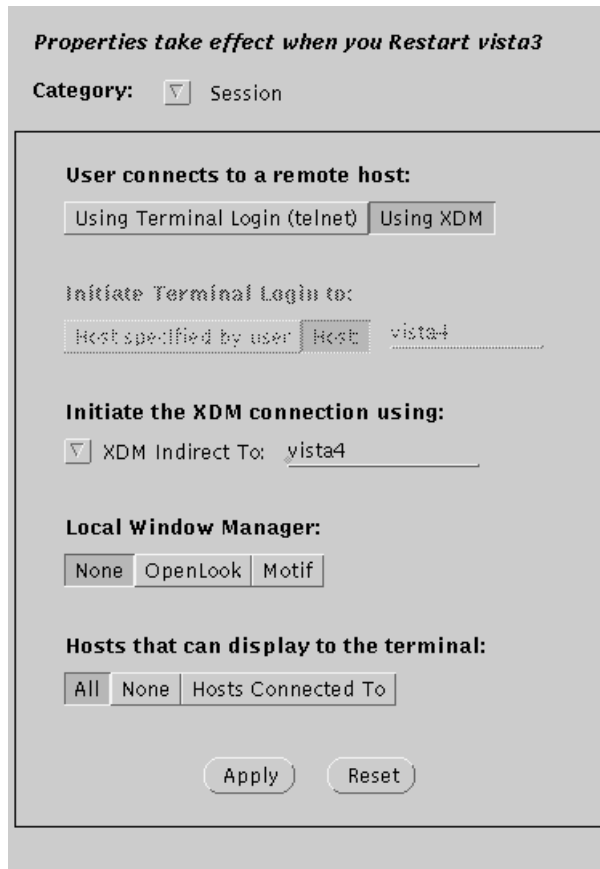 Properties take effect when you Restart vista3
Category: Session
User connects to a remote host:
Using Terminal Login (telnet) Using XDM
Initiate Terminal Login to:
Host specified by user Host: vista4
Initiate the XDM connection using:
XDM Indirect To: vista4
Local Window Manager:
None OpenLook Motif
Hosts that can display to the terminal:
All None Hosts Connected To
Apply Reset